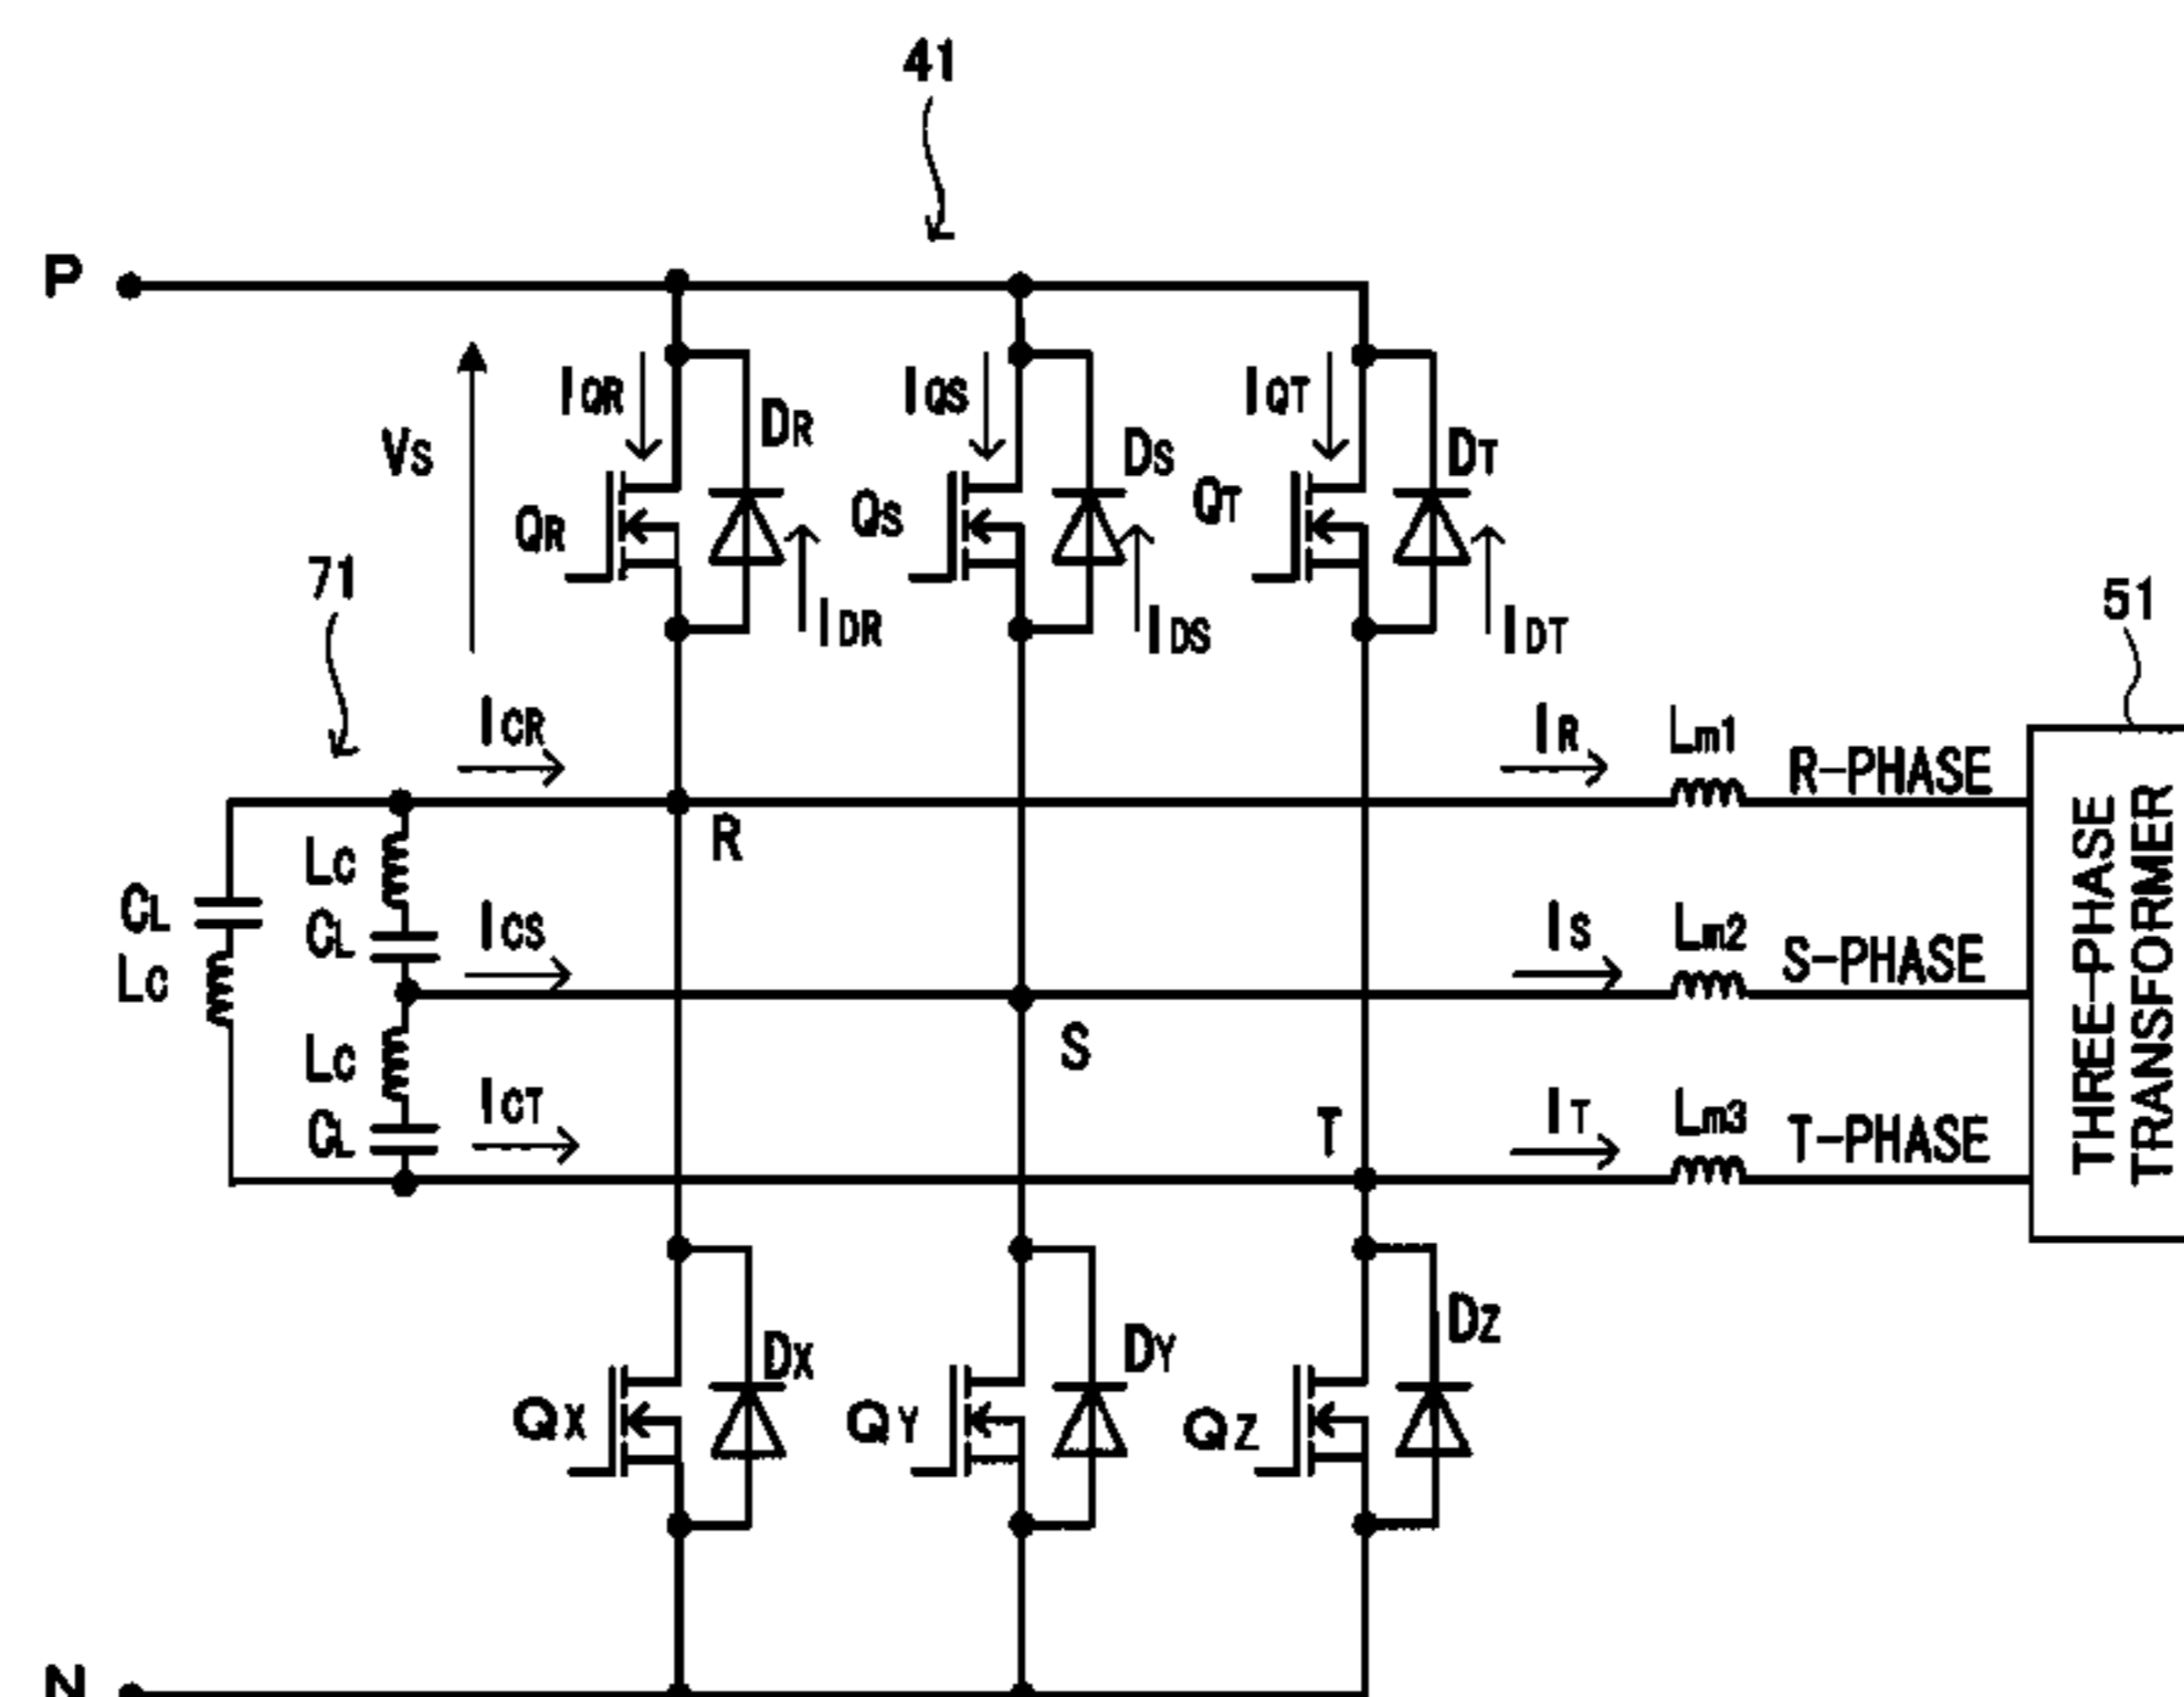 41
P
IQR
DR
IQS
DS
IQT
DT
VS
QR
QS
QT
71
IDR
IDS
IDT
51
ICR
IR
Lm1
R-PHASE
R
LC
CL
CL
ICS
IS
Lm2
S-PHASE
LC
S
LC
CL
ICT
T
IT
Lm3
T-PHASE
THREE-PHASE
TRANSFORMER
DX
DY
DZ
QX
QY
QZ
N